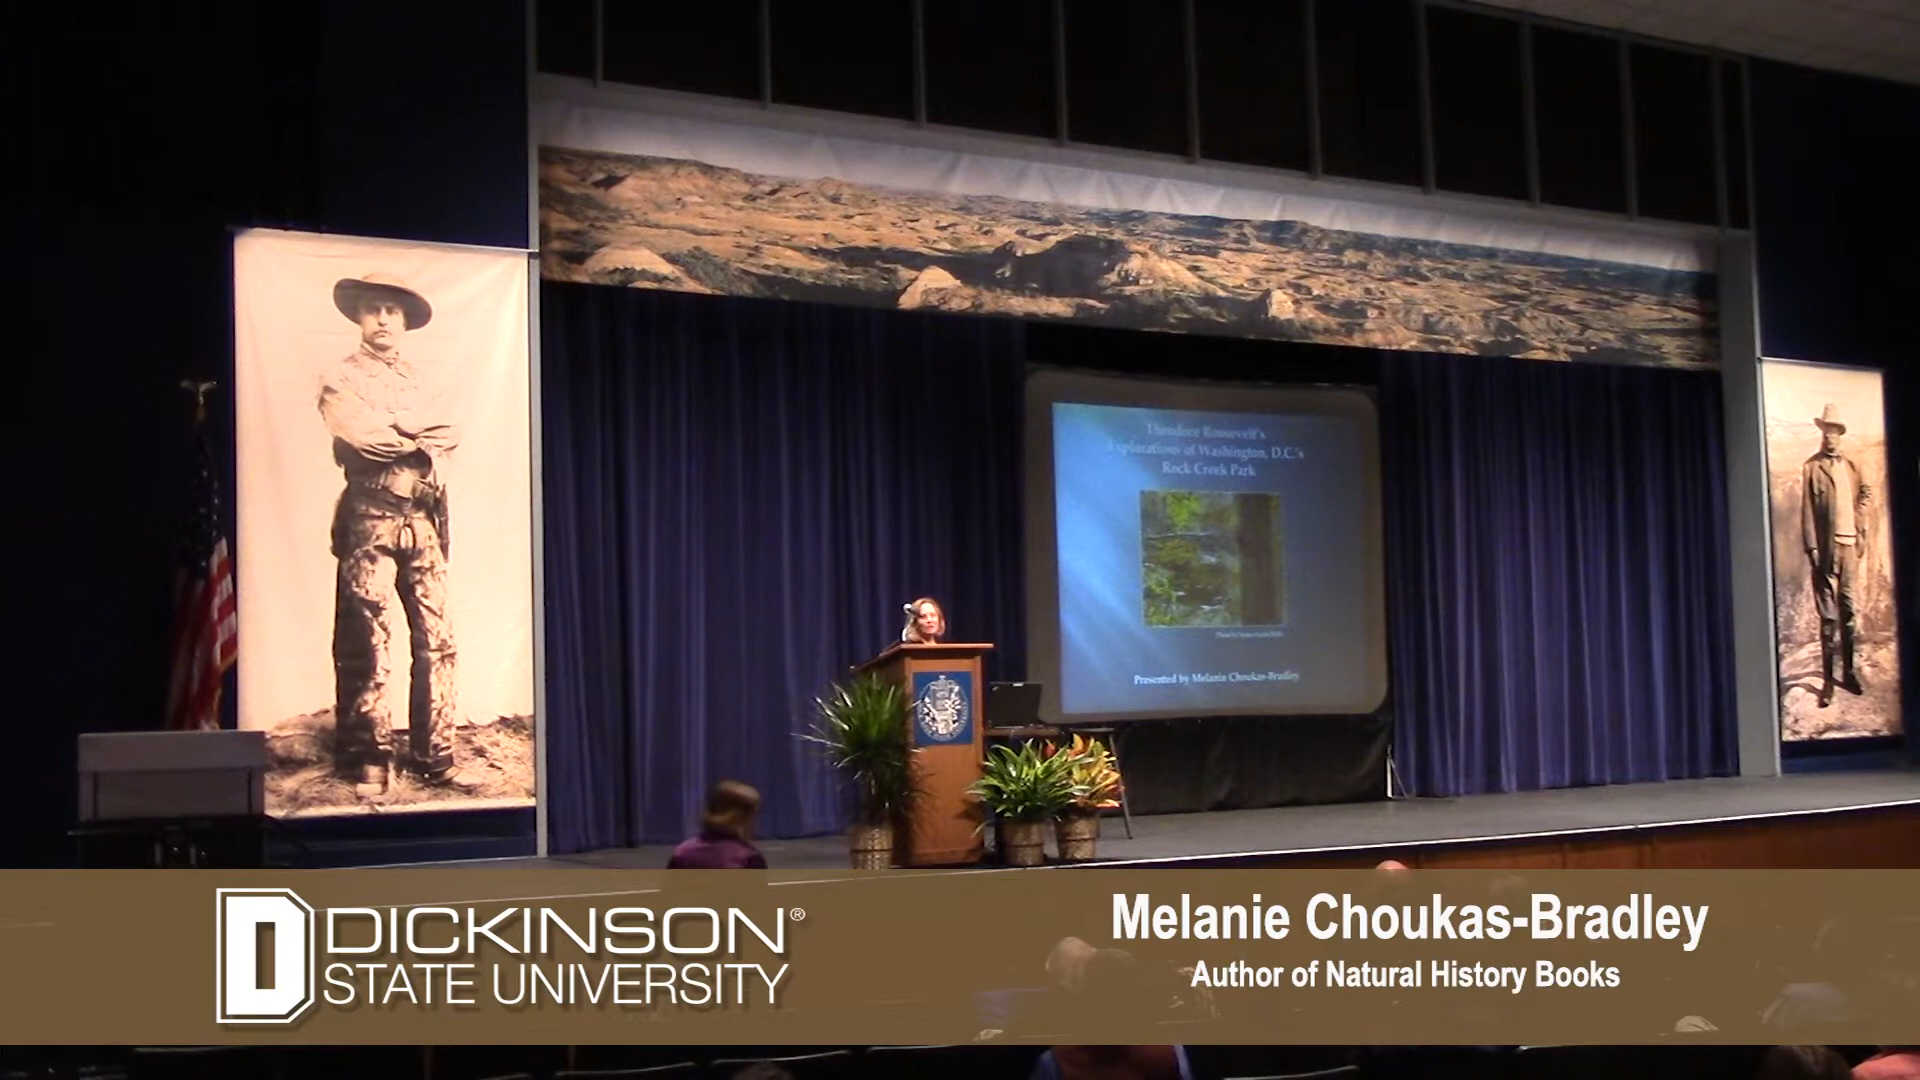 Theodore Roosevelt's
Explorations of Washington, D.C.'s
Rock Creek Park
Presented by Melanie Choukas-Bradley
D DICKINSON®
STATE UNIVERSITY
Melanie Choukas-Bradley
Author of Natural History Books